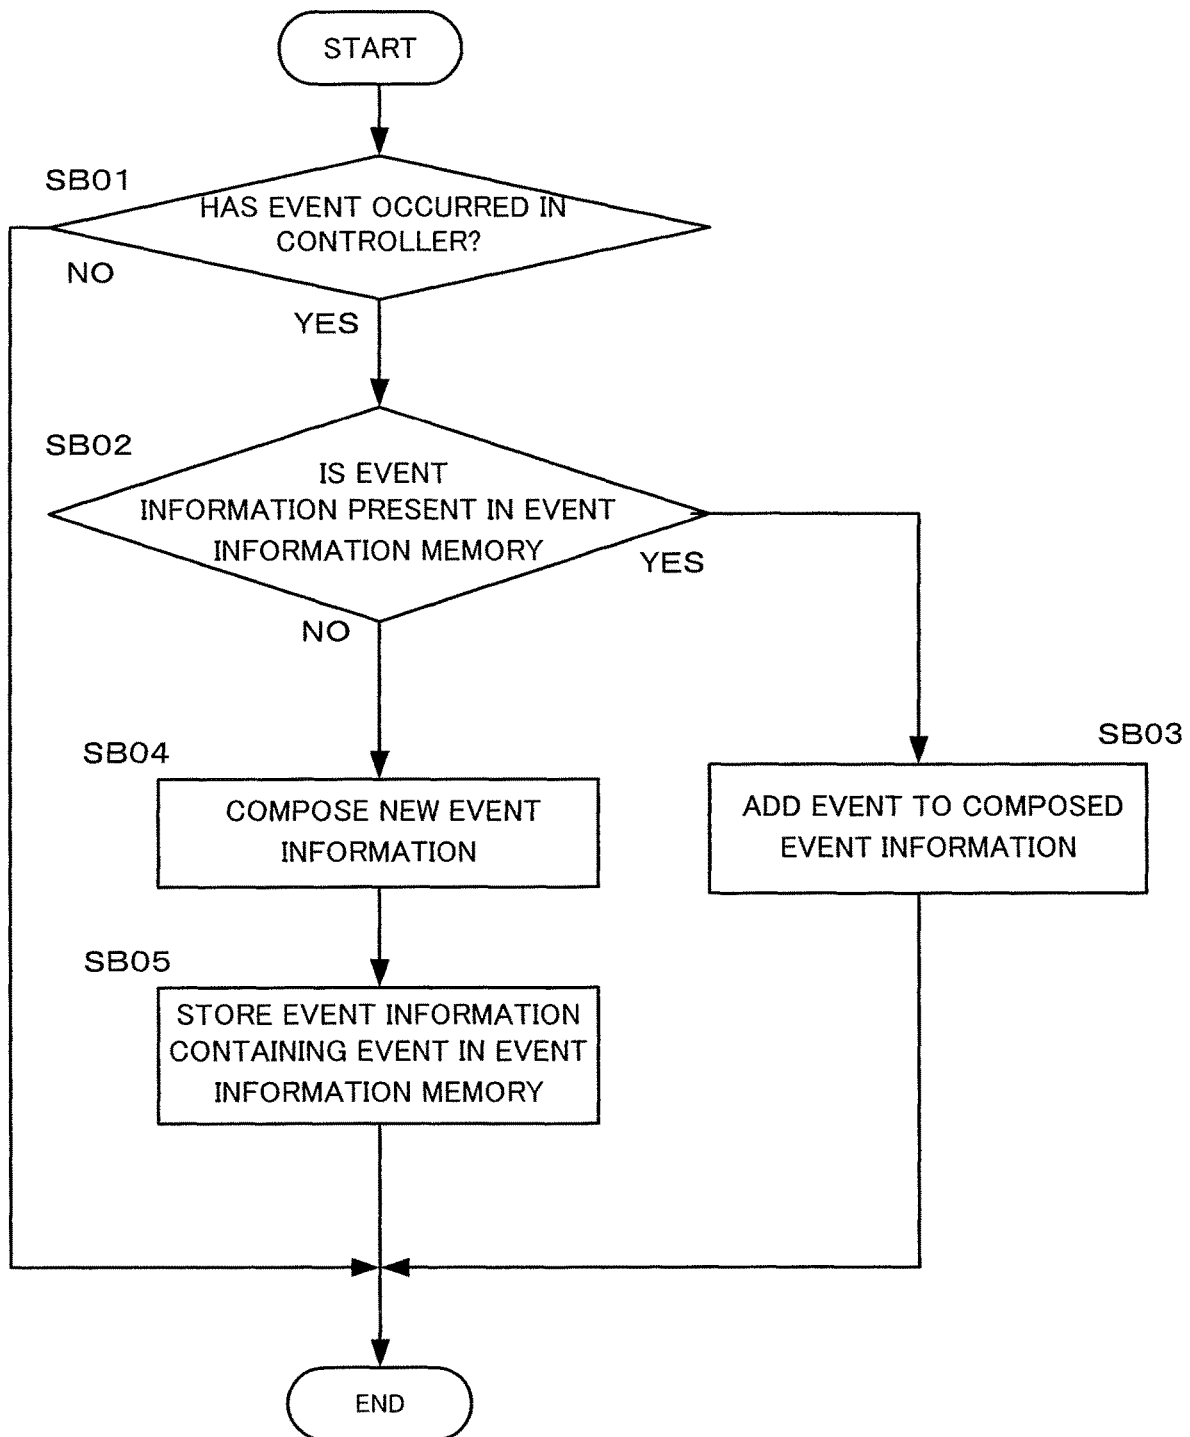 START
SB01
HAS EVENT OCCURRED IN
CONTROLLER?
NO
YES
SB02
IS EVENT
INFORMATION PRESENT IN EVENT
INFORMATION MEMORY
YES
NO
SB03
ADD EVENT TO COMPOSED
EVENT INFORMATION
SB04
COMPOSE NEW EVENT
INFORMATION
SB05
STORE EVENT INFORMATION
CONTAINING EVENT IN EVENT
INFORMATION MEMORY
END